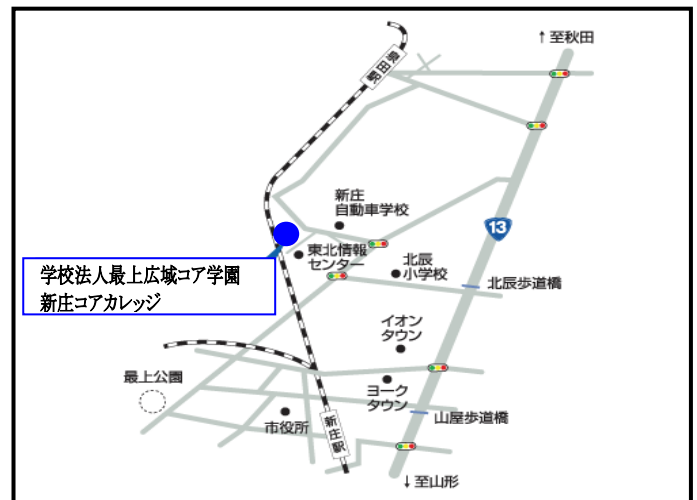 ↑至秋田
羽前豊里
新庄
自動車学校
13
東北情報
センター
北辰
小学校
学校法人最上広域コア学園
新庄コアカレッジ
北辰歩道橋
イオン
タウン
最上公園
ヨーク
タウン
山屋歩道橋
市役所
新庄駅
↓至山形